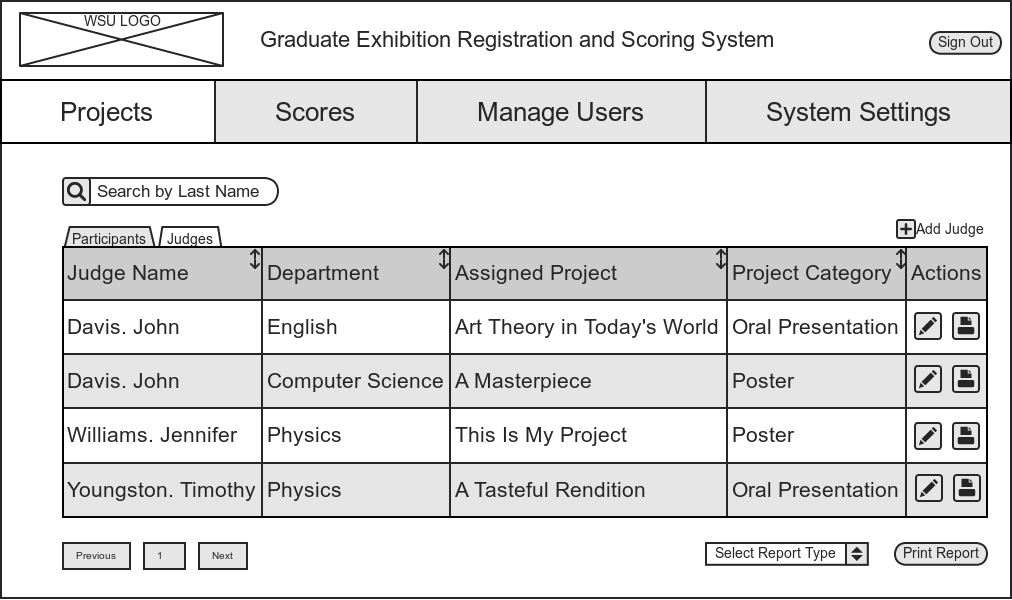 WSU LOGO
Graduate Exhibition Registration and Scoring System
Sign Out
Projects Scores Manage Users System Settings
Search by Last Name
Participants Judges
Add Judge
Judge Name Department Assigned Project Project Category Actions
Davis. John English Art Theory in Today's World Oral Presentation
Davis. John Computer Science A Masterpiece Poster
Williams. Jennifer Physics This Is My Project Poster
Youngston. Timothy Physics A Tasteful Rendition Oral Presentation
Previous 1 Next Select Report Type Print Report